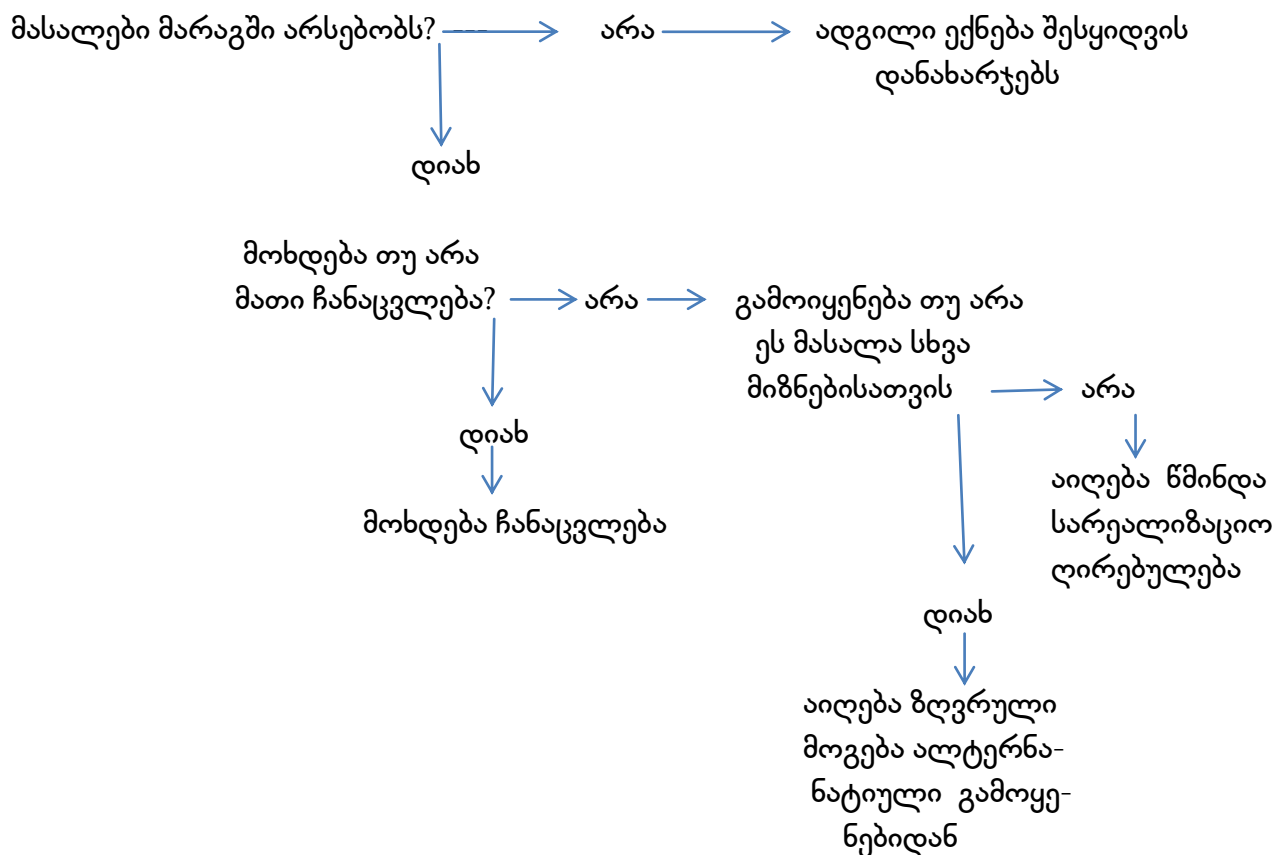 მასალები მარაგში არსებობს? ---- არა ადგილი ექნება შესყიდვის
დანახარჯებს
დიახ
მოხდება თუ არა
მათი ჩანაცვლება? არა გამოიყენება თუ არა
ეს მასალა სხვა
მიზნებისათვის არა
დიახ
მოხდება ჩანაცვლება
აიღება წმინდა
სარეალიზაციო
ღირებულება
დიახ
აიღება ზღვრული
მოგება ალტერნა-
ნატიული გამოყე-
ნებიდან